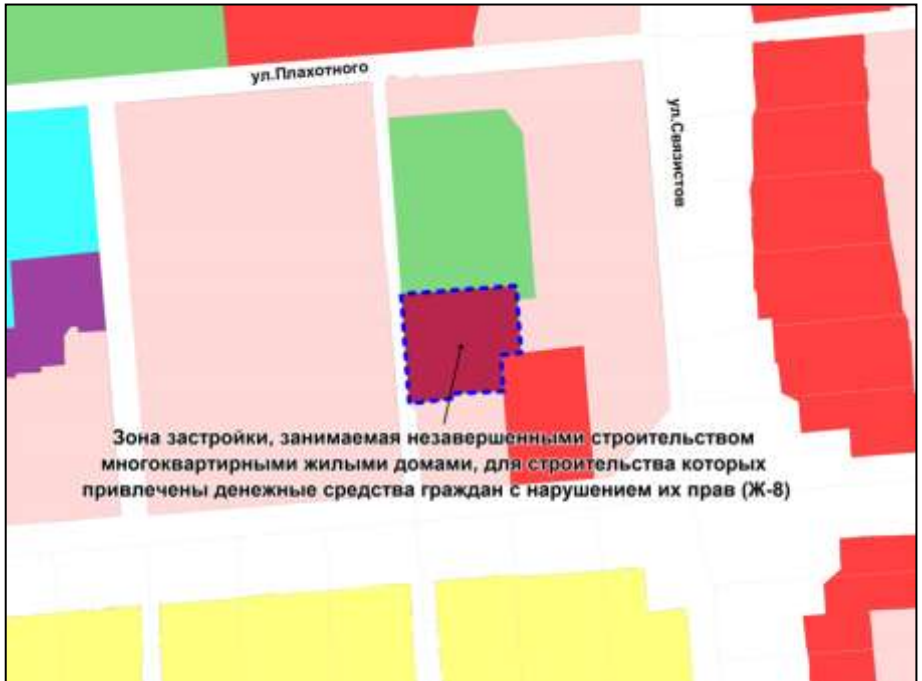 ул.Плахотного
ул.Связистов
Зона застройки, занимаемая незавершенными строительством
многоквартирными жилыми домами, для строительства которых
привлечены денежные средства граждан с нарушением их прав (Ж-8)